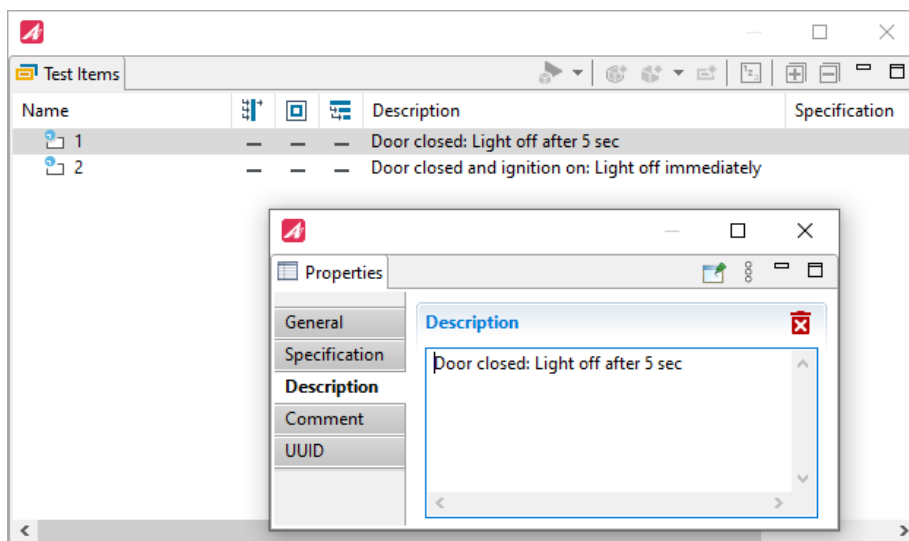 Test Items
Name Description Specification
1 Door closed: Light off after 5 sec
2 Door closed and ignition on: Light off immediately
Properties
General
Specification
Description
Comment
UUID
Description
Door closed: Light off after 5 sec